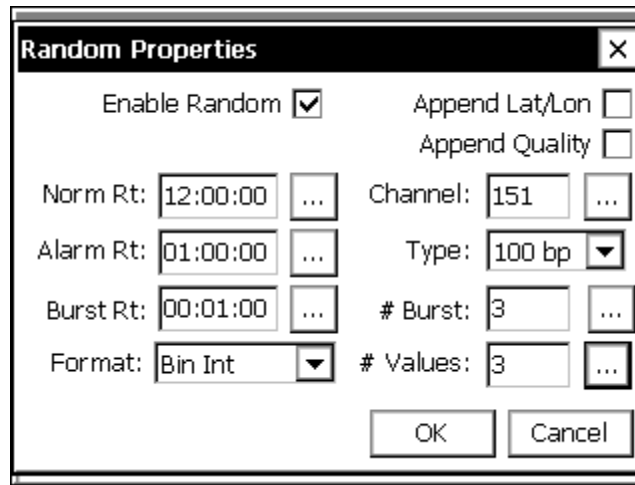 Random Properties
Enable Random Append Lat/Lon
Append Quality
Norm Rt: 12:00:00 ... Channel: 151 ...
Alarm Rt: 01:00:00 ... Type: 100 bp
Burst Rt: 00:01:00 ... # Burst: 3 ...
Format: Bin Int # Values: 3 ...
OK Cancel